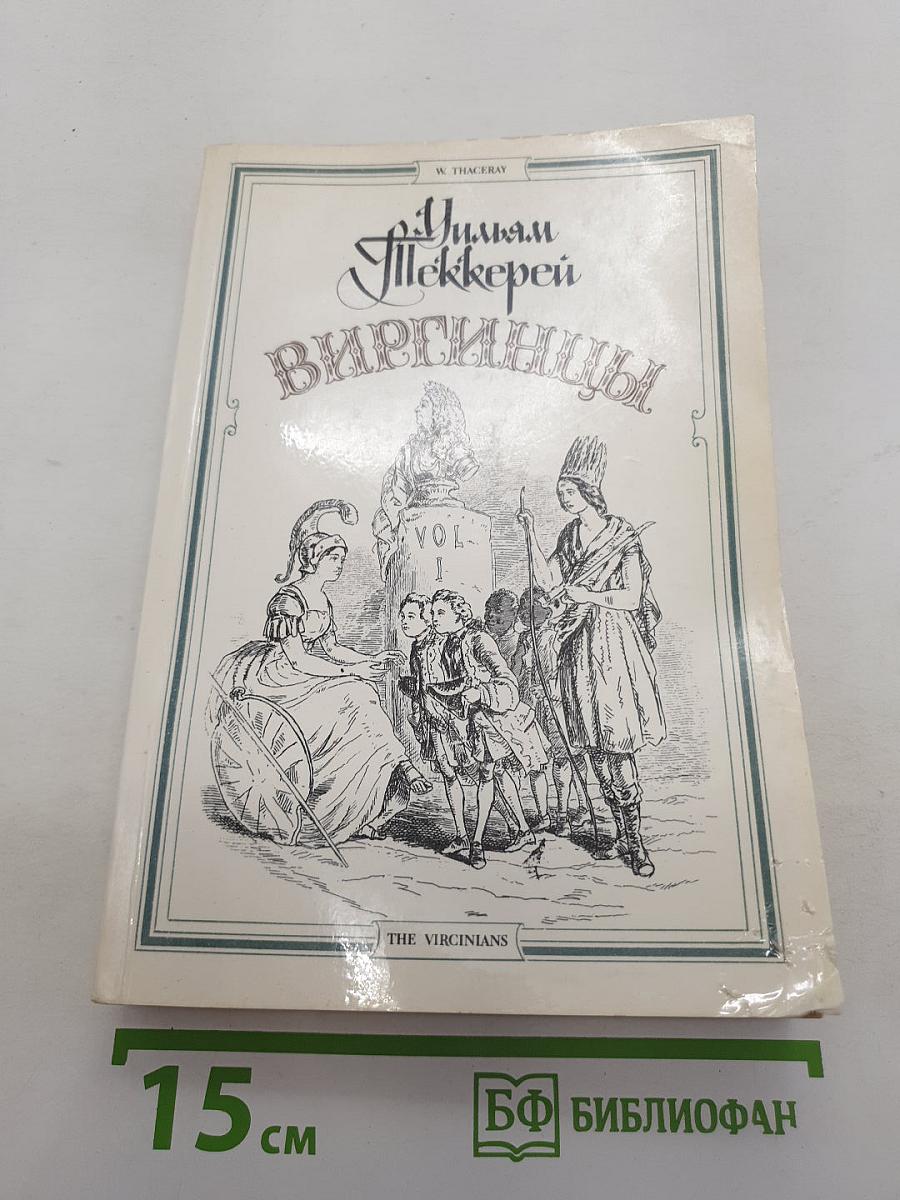 W. THACERAY
Уильям
Теккерей
ВИРГИНЦЫ
VOL
I
THE VIRCINIANS
15 см
БФ БИБЛИОФАН